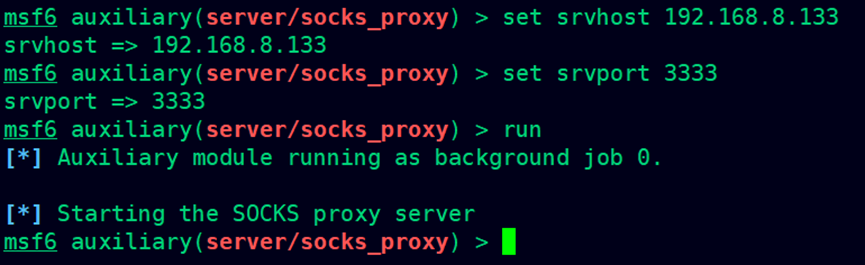 msf6 auxiliary(server/socks_proxy) > set srvhost 192.168.8.133
srvhost => 192.168.8.133
msf6 auxiliary(server/socks_proxy) > set srvport 3333
srvport => 3333
msf6 auxiliary(server/socks_proxy) > run
[*] Auxiliary module running as background job 0.
[*] Starting the SOCKS proxy server
msf6 auxiliary(server/socks_proxy) >